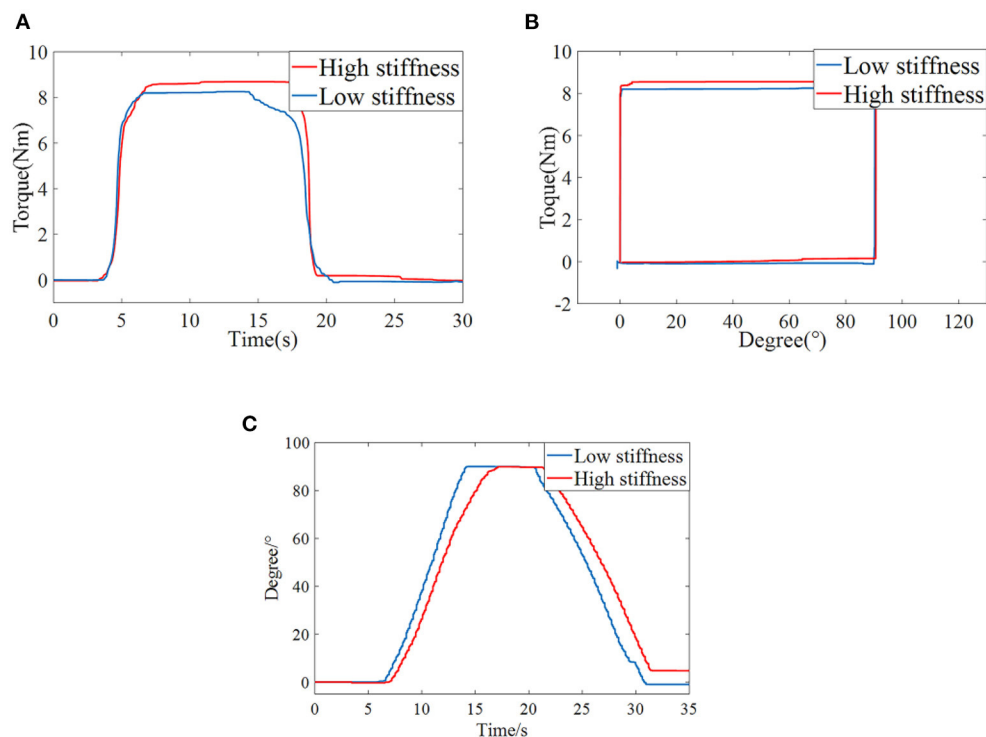 A
10
8
6
4
2
0
Torque(Nm)
High stiffness
Low stiffness
0 5 10 15 20 25 30
Time(s)
B
10
8
6
4
2
0
-2
Toque(Nm)
Low stiffness
High stiffness
0 20 40 60 80 100 120
Degree(°)
C
100
80
60
40
20
0
Degree/°
Low stiffness
High stiffness
0 5 10 15 20 25 30 35
Time/s